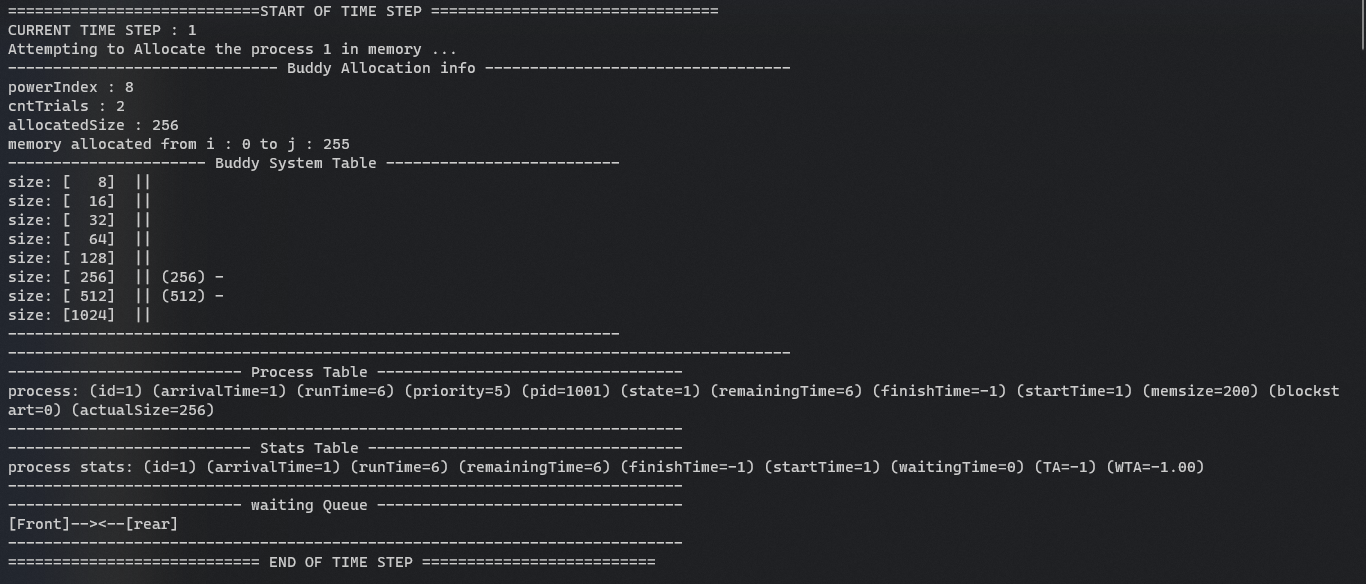 ============================START OF TIME STEP ================================
CURRENT TIME STEP : 1
Attempting to Allocate the process 1 in memory ...
------------------------------ Buddy Allocation info ----------------------------------
powerIndex : 8
cntTrials : 2
allocatedSize : 256
memory allocated from i : 0 to j : 255
---------------------- Buddy System Table --------------------------
size: [   8]  ||
size: [  16]  ||
size: [  32]  ||
size: [  64]  ||
size: [ 128]  ||
size: [ 256]  || (256) -
size: [ 512]  || (512) -
size: [1024]  ||
--------------------------------------------------------------------
---------------------------------------------------------------------------------------
-------------------------- Process Table ----------------------------------
process: (id=1) (arrivalTime=1) (runTime=6) (priority=5) (pid=1001) (state=1) (remainingTime=6) (finishTime=-1) (startTime=1) (memsize=200) (blockst
art=0) (actualSize=256)
---------------------------------------------------------------------------
--------------------------- Stats Table -----------------------------------
process stats: (id=1) (arrivalTime=1) (runTime=6) (remainingTime=6) (finishTime=-1) (startTime=1) (waitingTime=0) (TA=-1) (WTA=-1.00)
---------------------------------------------------------------------------
-------------------------- waiting Queue ----------------------------------
[Front]--><--[rear]
---------------------------------------------------------------------------
============================ END OF TIME STEP ==========================